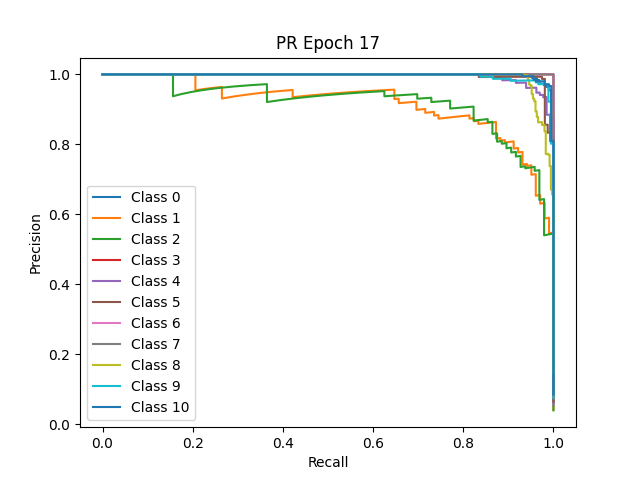 PR Epoch 17
Precision
1.0
0.8
0.6
0.4
0.2
0.0
Class 0
Class 1
Class 2
Class 3
Class 4
Class 5
Class 6
Class 7
Class 8
Class 9
Class 10
0.0 0.2 0.4 0.6 0.8 1.0
Recall